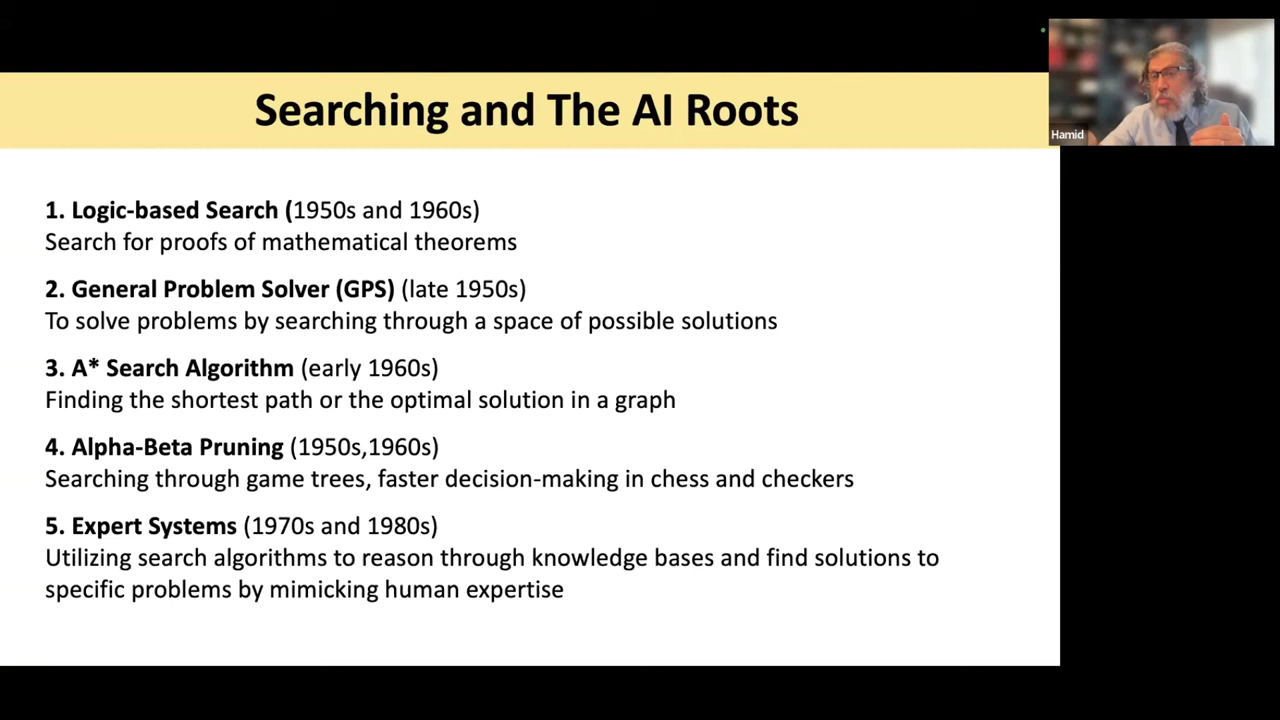 Searching and The AI Roots
Hamid
1. Logic-based Search (1950s and 1960s)
Search for proofs of mathematical theorems
2. General Problem Solver (GPS) (late 1950s)
To solve problems by searching through a space of possible solutions
3. A* Search Algorithm (early 1960s)
Finding the shortest path or the optimal solution in a graph
4. Alpha-Beta Pruning (1950s,1960s)
Searching through game trees, faster decision-making in chess and checkers
5. Expert Systems (1970s and 1980s)
Utilizing search algorithms to reason through knowledge bases and find solutions to
specific problems by mimicking human expertise